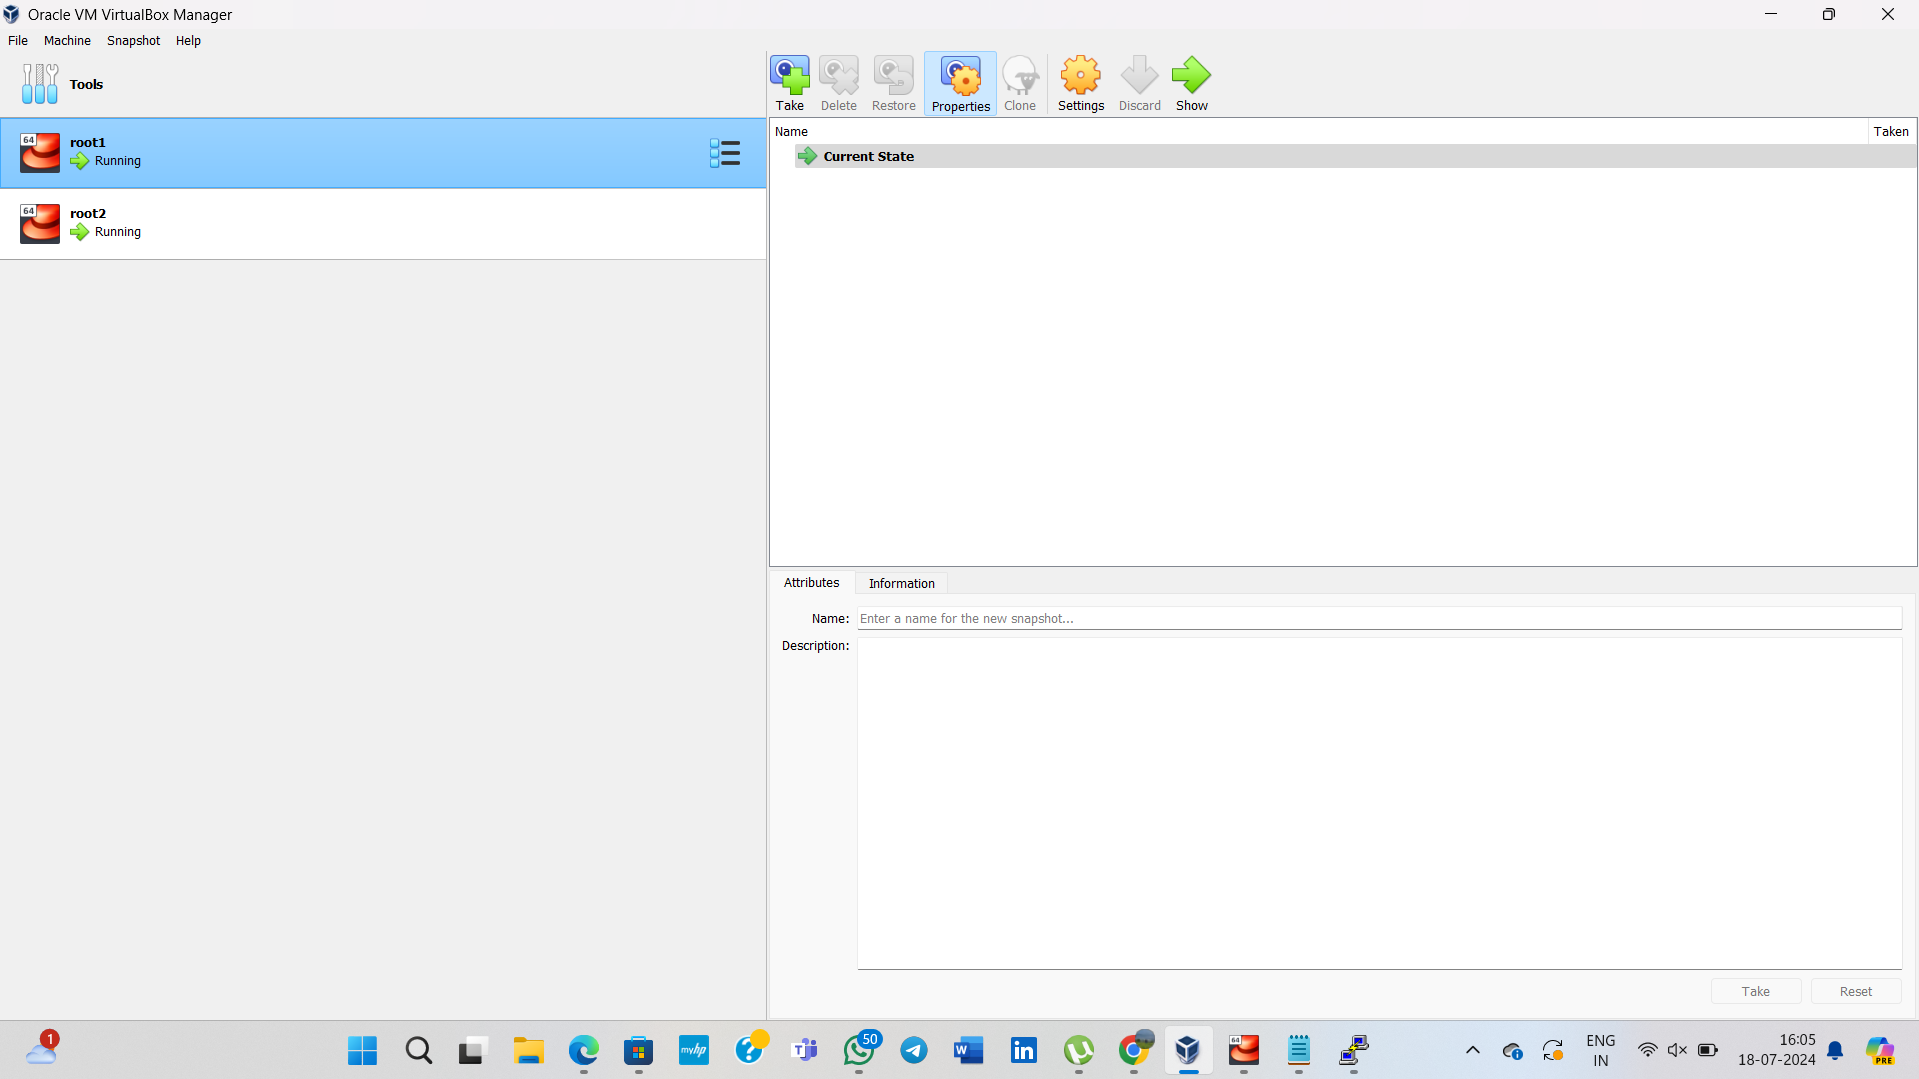 Oracle VM VirtualBox Manager
File Machine Snapshot Help
Tools
Take Delete Restore Properties Clone Settings Discard Show
64 root1
Running
64 root2
Running
Name Taken
Current State
Attributes Information
Name: Enter a name for the new snapshot...
Description:
Take Reset
1
myhp
50
64
ENG
IN
16:05
18-07-2024
PRE